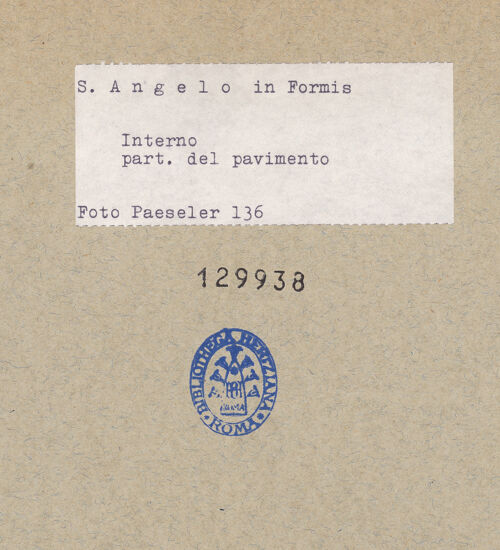 S. A n g e l o in Formis
Interno
part. del pavimento
Foto Paeseler 136
129938
BIBLIOTHECA HERTZIANA
ROMA